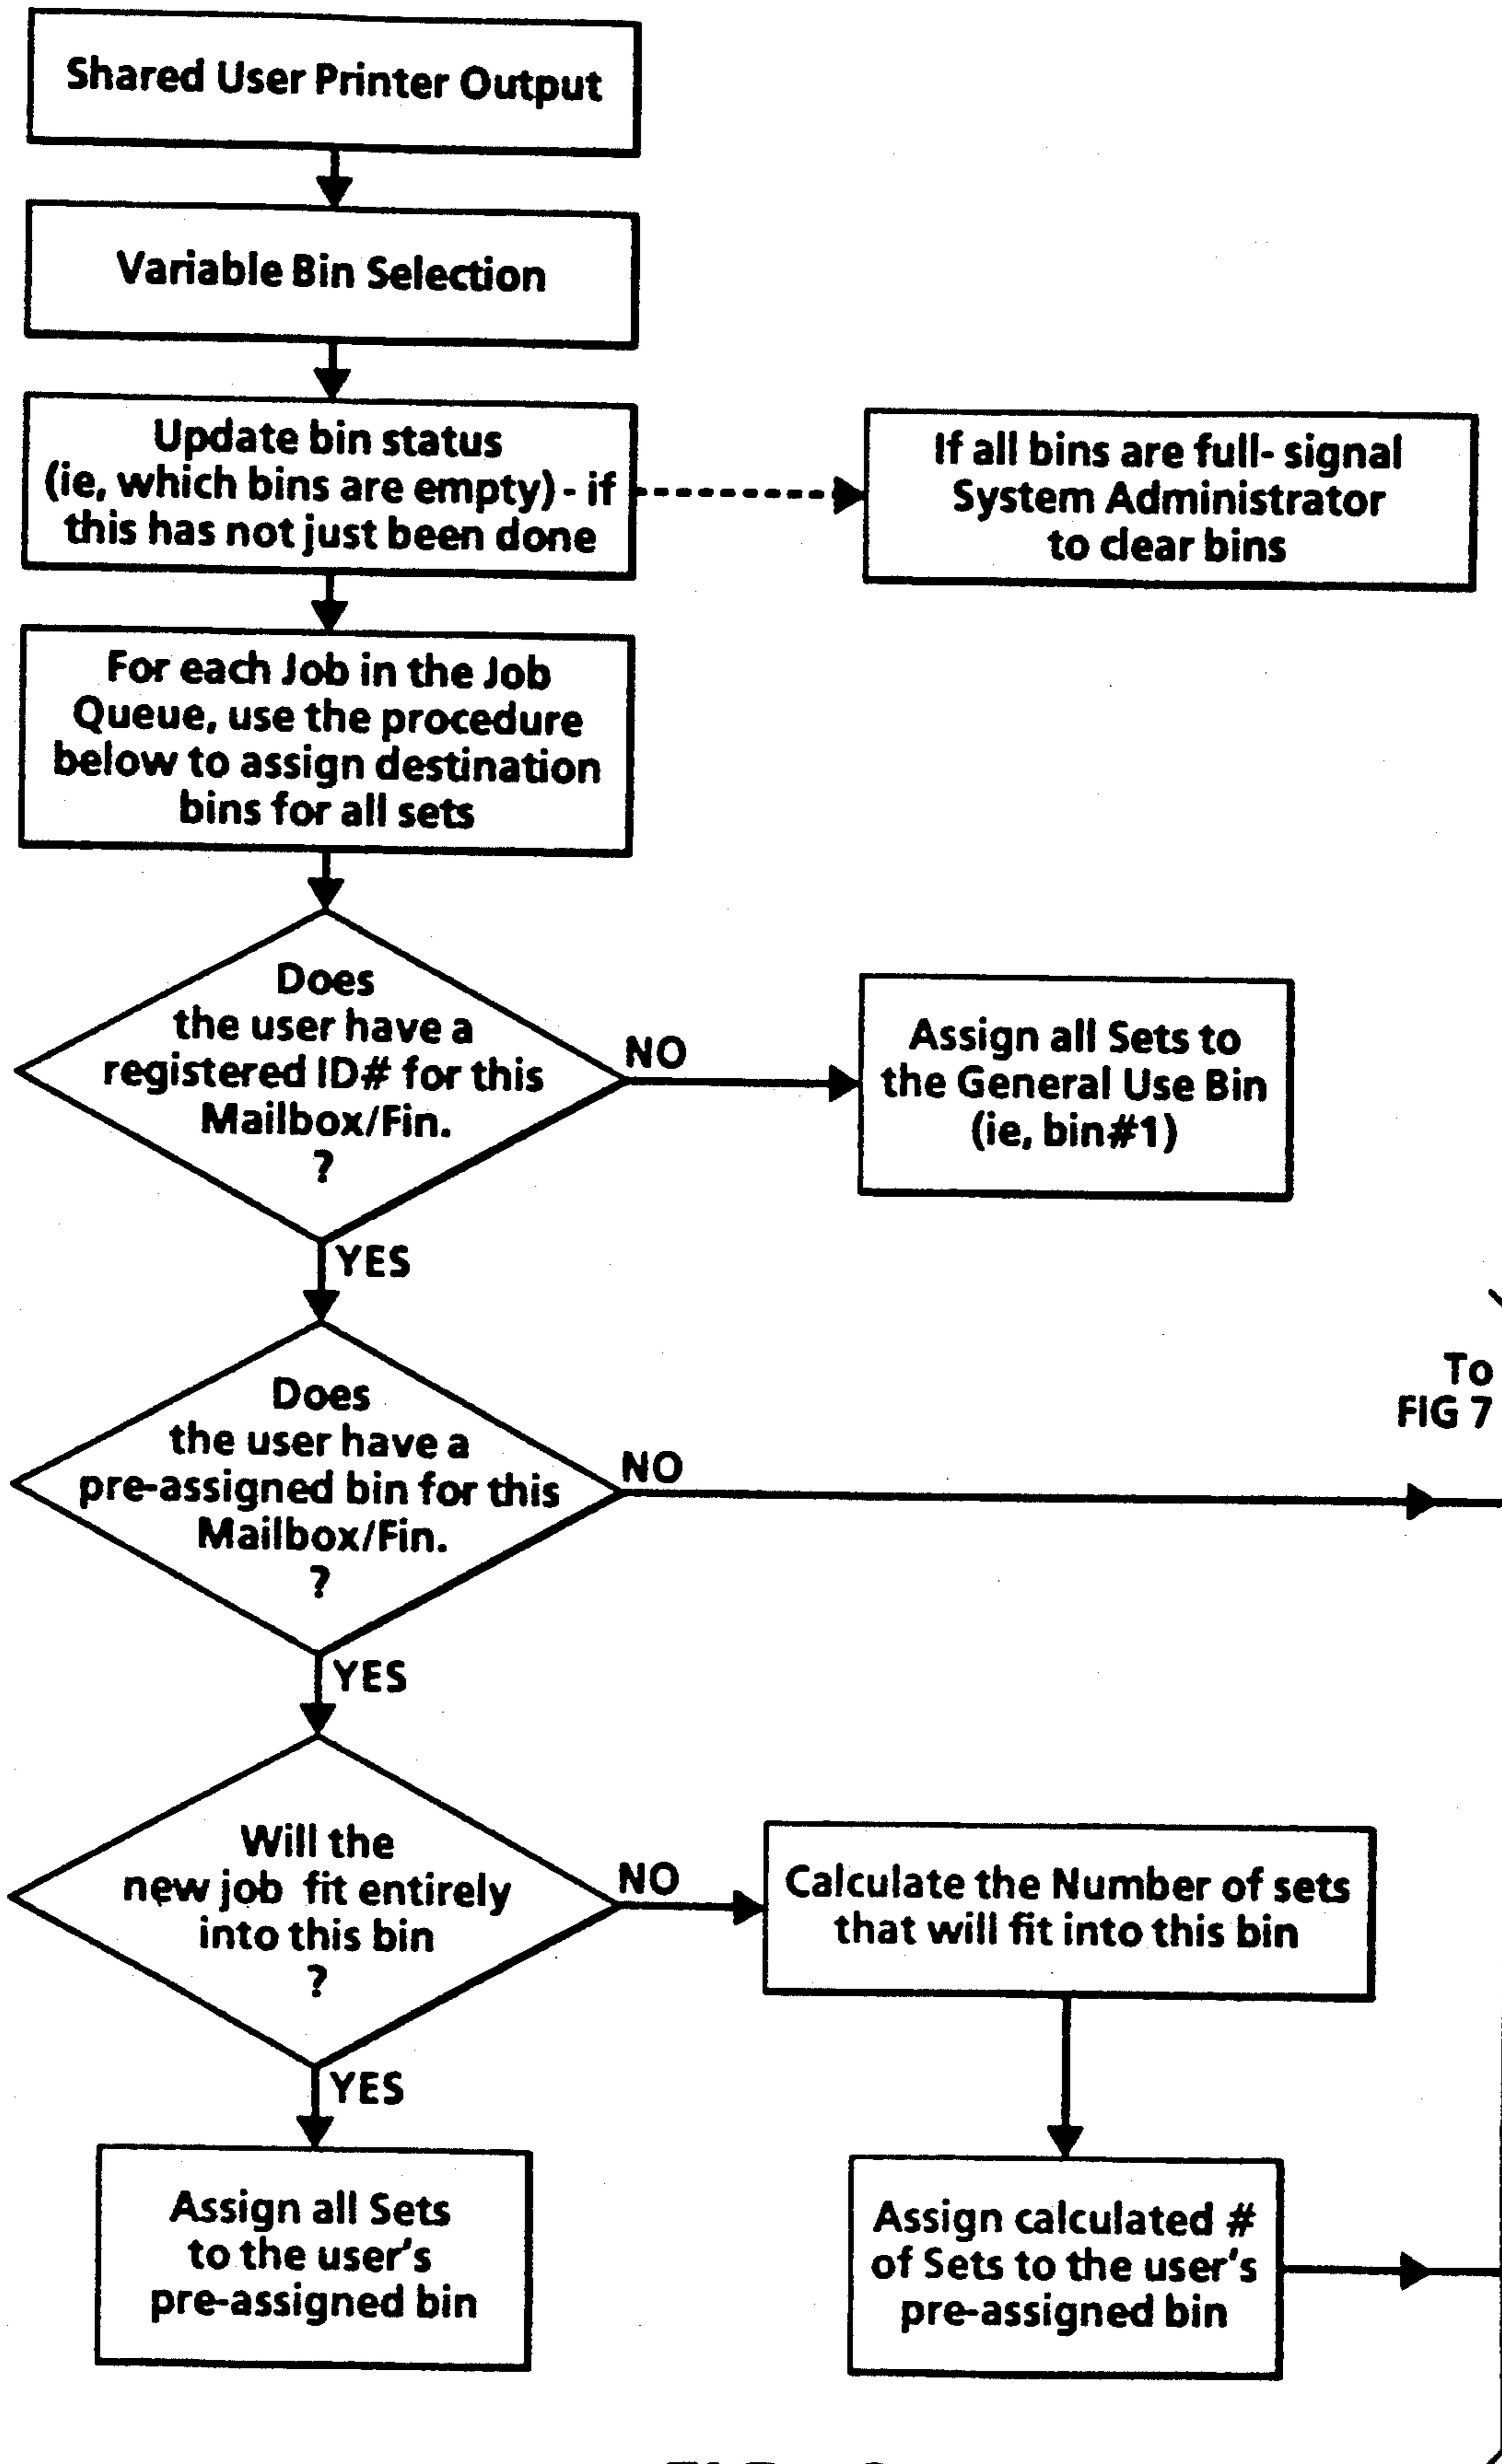 Shared User Printer Output
Variable Bin Selection
Update bin status
(ie, which bins are empty) - if
this has not just been done
If all bins are full- signal
System Administrator
to clear bins
For each Job in the Job
Queue, use the procedure
below to assign destination
bins for all sets
Does
the user have a
registered ID# for this
Mailbox/Fin.
?
NO
Assign all Sets to
the General Use Bin
(ie, bin#1)
YES
To
FIG 7
Does
the user have a
pre-assigned bin for this
Mailbox/Fin.
?
NO
YES
Will the
new job fit entirely
into this bin
?
NO
Calculate the Number of sets
that will fit into this bin
YES
Assign all Sets
to the user's
pre-assigned bin
Assign calculated #
of Sets to the user's
pre-assigned bin